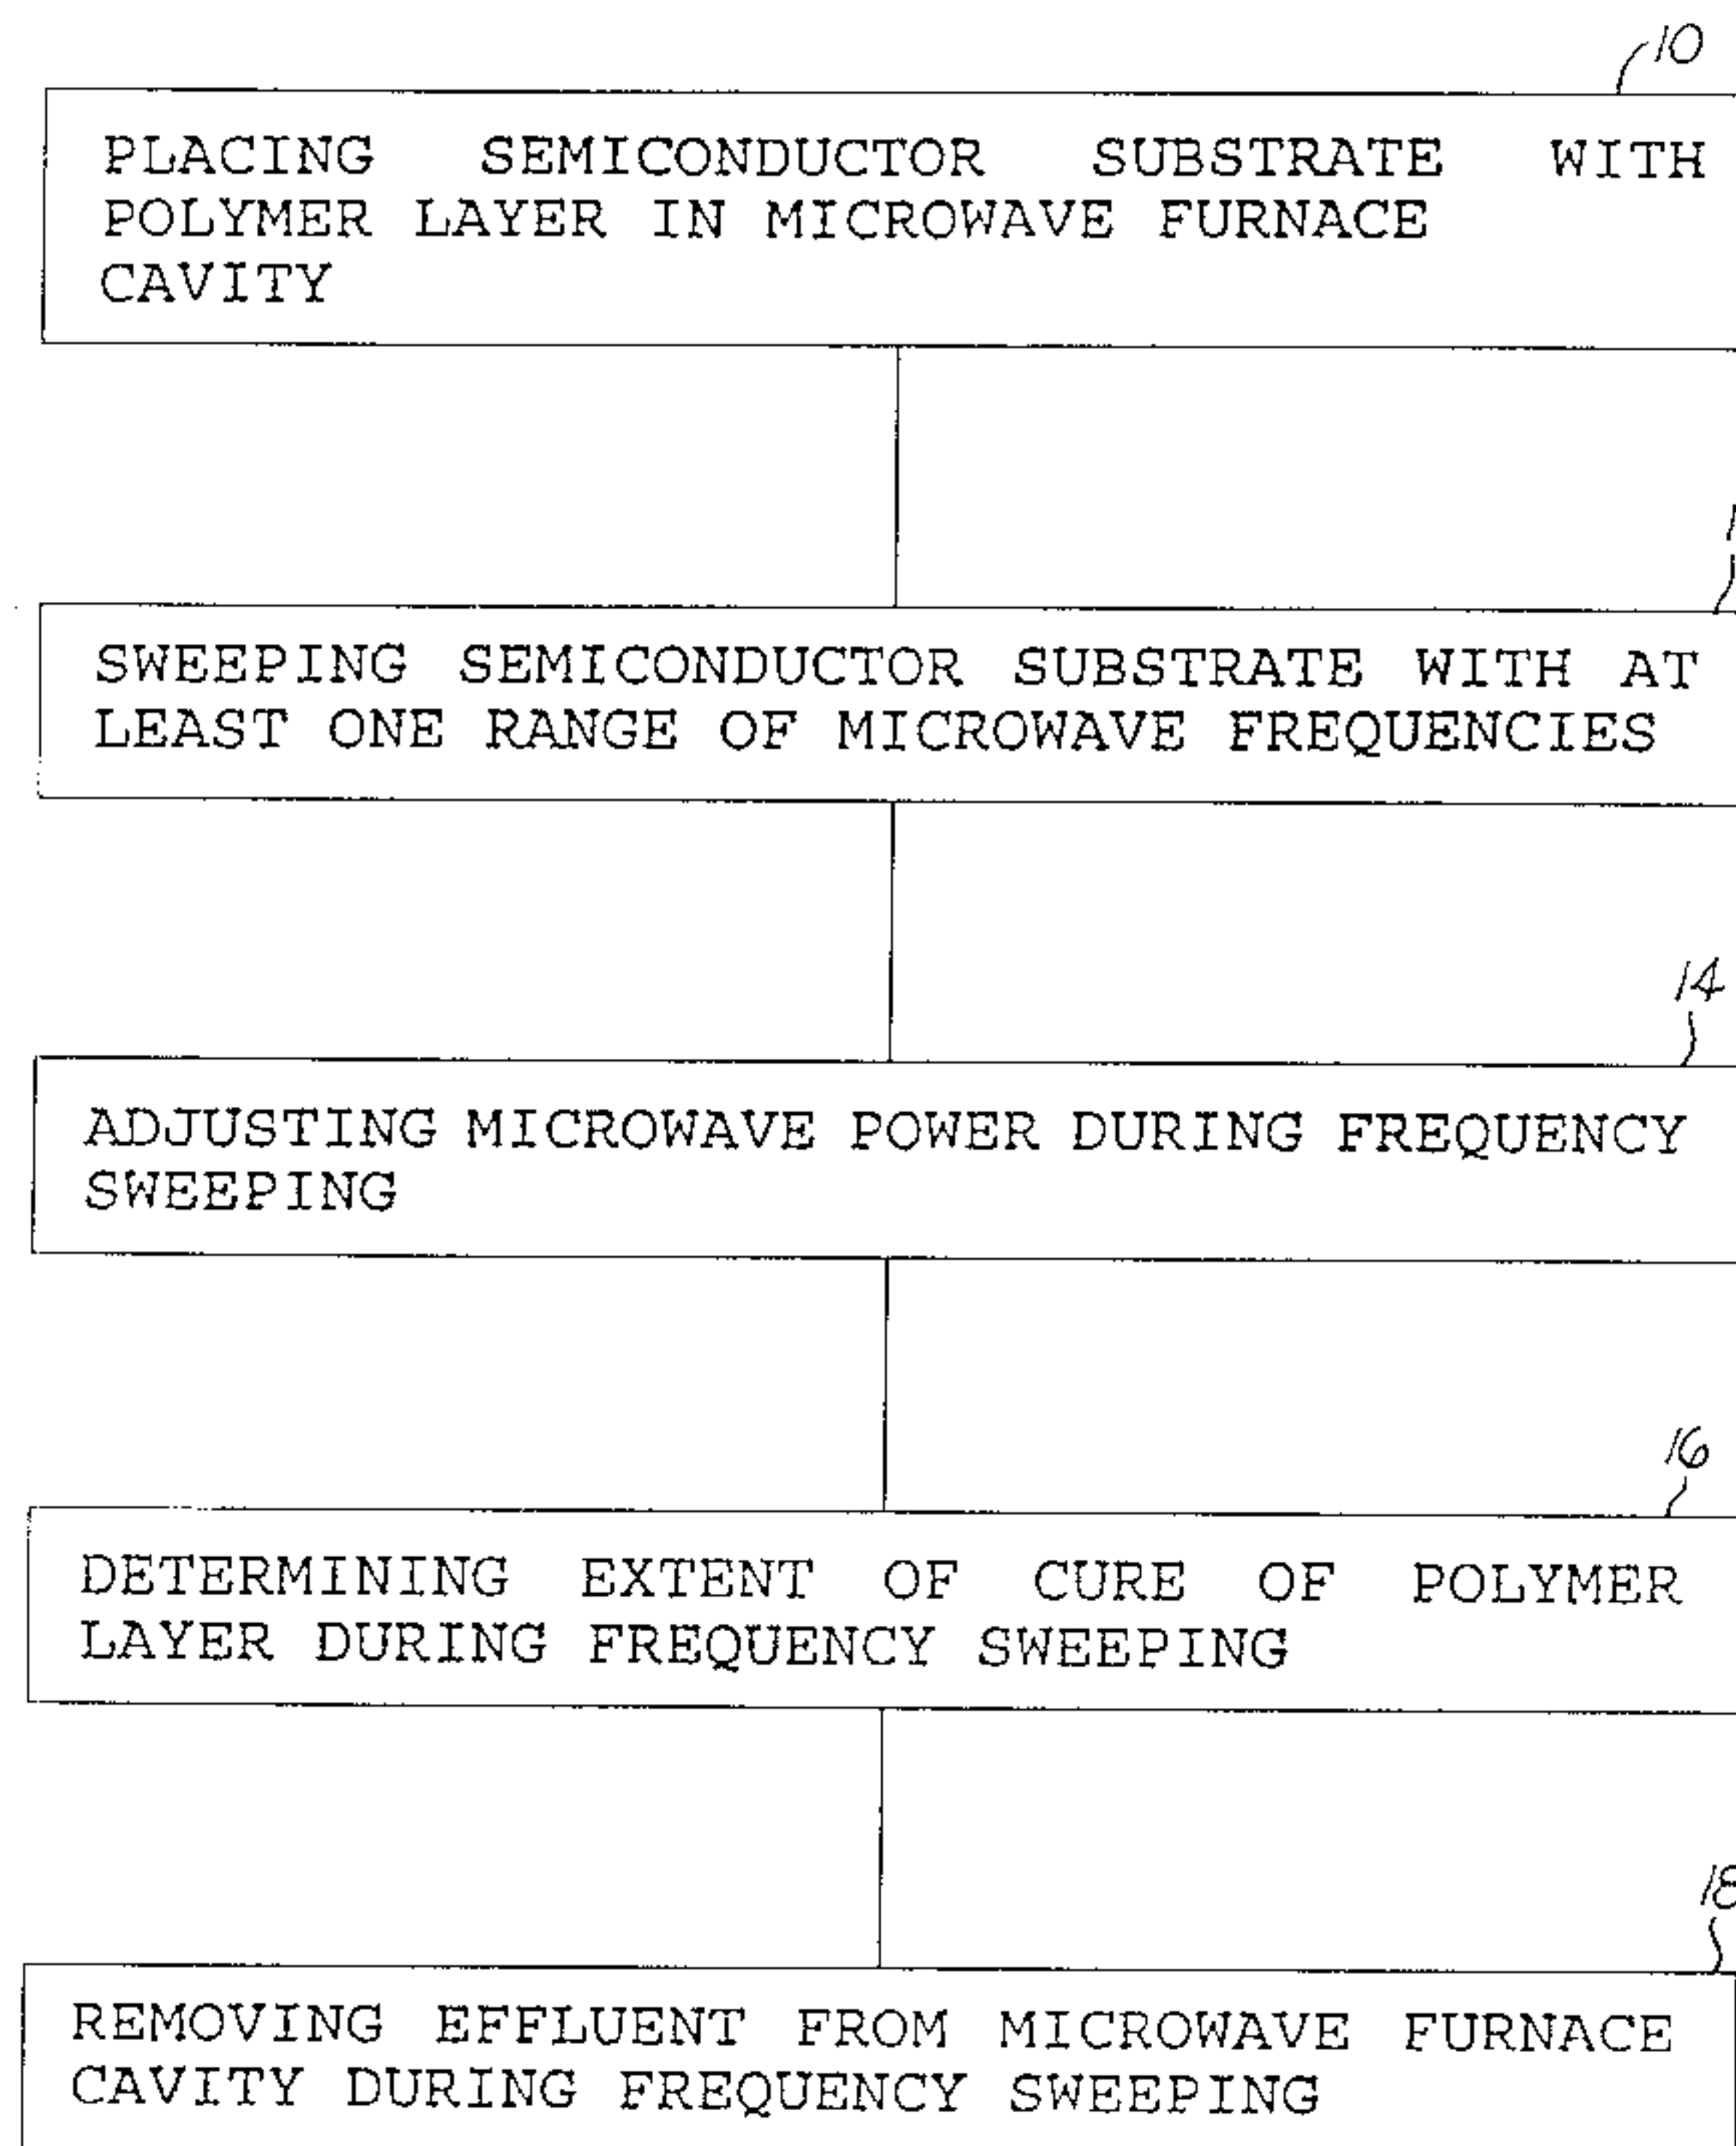 10
PLACING SEMICONDUCTOR SUBSTRATE WITH
POLYMER LAYER IN MICROWAVE FURNACE
CAVITY
SWEEPING SEMICONDUCTOR SUBSTRATE WITH AT
LEAST ONE RANGE OF MICROWAVE FREQUENCIES
14
ADJUSTING MICROWAVE POWER DURING FREQUENCY
SWEEPING
16
DETERMINING EXTENT OF CURE OF POLYMER
LAYER DURING FREQUENCY SWEEPING
18
REMOVING EFFLUENT FROM MICROWAVE FURNACE
CAVITY DURING FREQUENCY SWEEPING